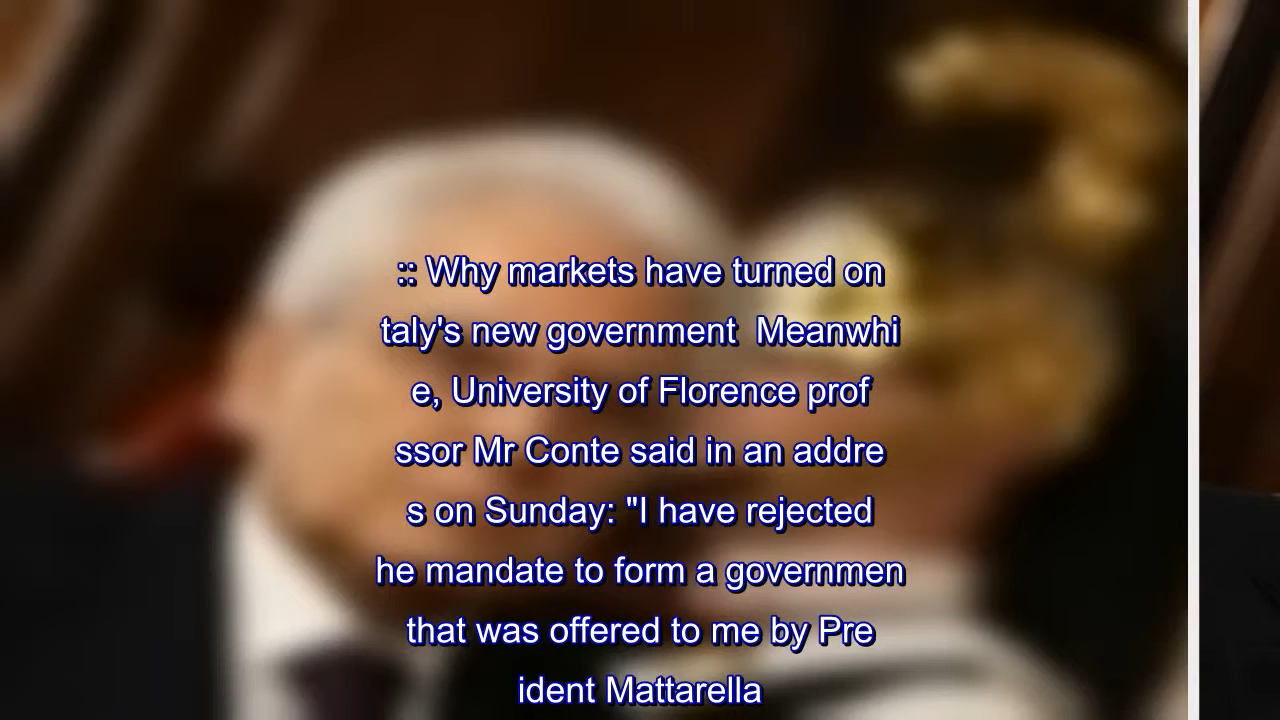 :: Why markets have turned on
taly's new government  Meanwhi
e, University of Florence prof
ssor Mr Conte said in an addre
s on Sunday: "I have rejected
he mandate to form a governmen
that was offered to me by Pre
ident Mattarella